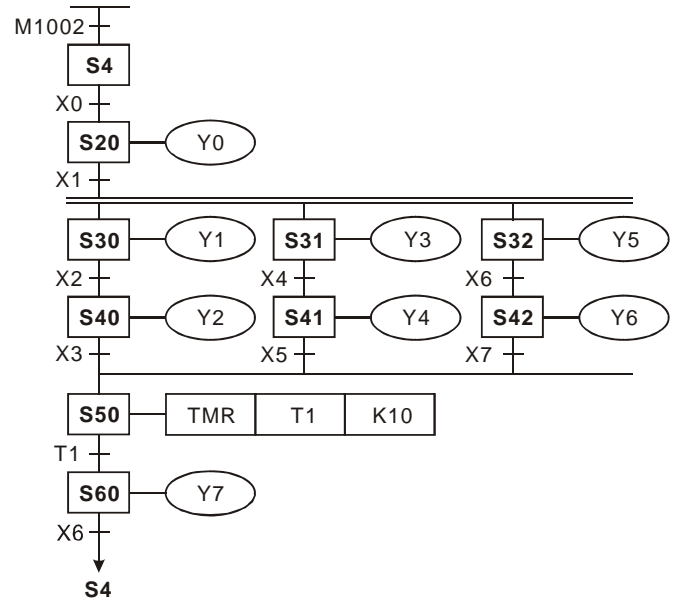 M1002
S4
X0
S20 Y0
X1
S30 Y1 S31 Y3 S32 Y5
X2 X4 X6
S40 Y2 S41 Y4 S42 Y6
X3 X5 X7
S50 TMR T1 K10
T1
S60 Y7
X6
S4